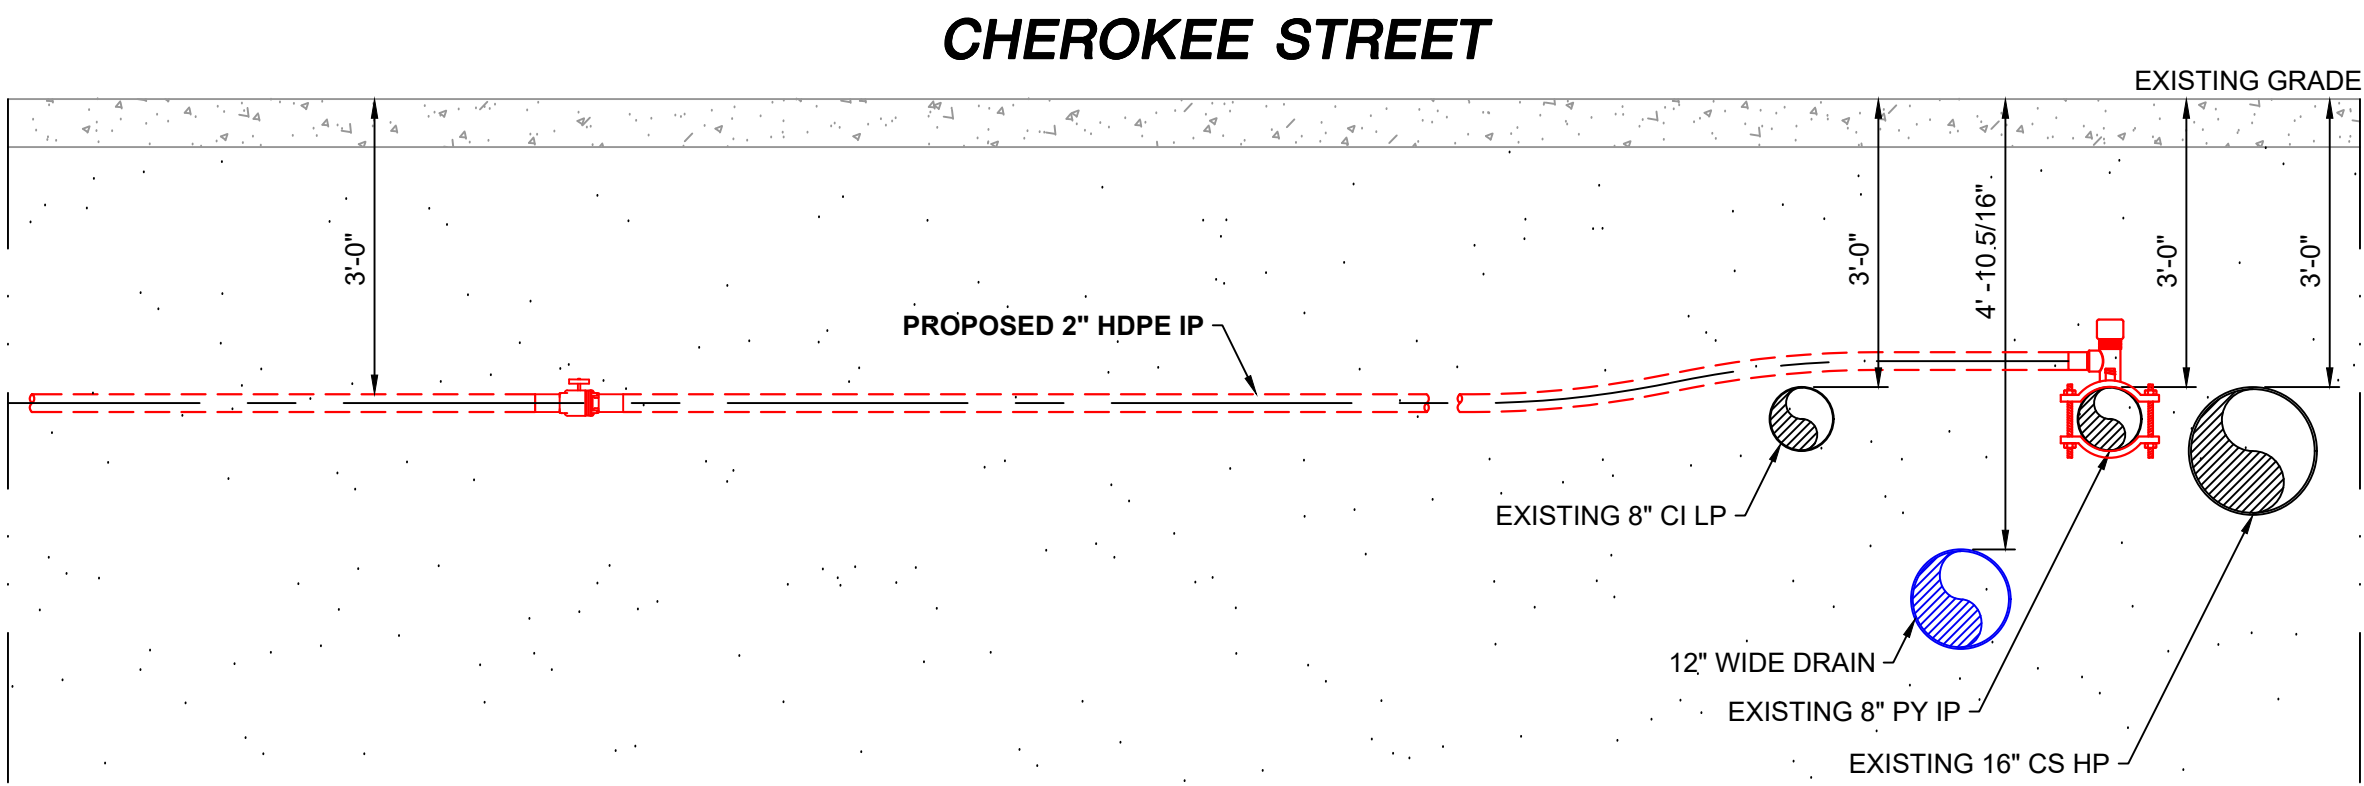 CHEROKEE STREET
EXISTING GRADE
3'-0"
3'-0"
4' -10.5/16"
3'-0"
3'-0"
PROPOSED 2" HDPE IP
EXISTING 8" CI LP
12" WIDE DRAIN
EXISTING 8" PY IP
EXISTING 16" CS HP